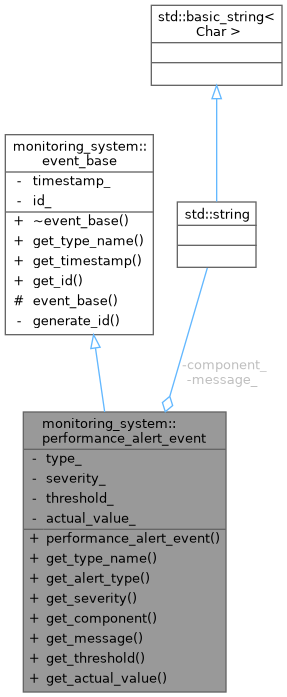 std::basic_string<
Char >
monitoring_system::
event_base
- timestamp_
- id_
+ ~event_base()
+ get_type_name()
+ get_timestamp()
+ get_id()
# event_base()
- generate_id()
std::string
-component_
-message_
monitoring_system::
performance_alert_event
- type_
- severity_
- threshold_
- actual_value_
+ performance_alert_event()
+ get_type_name()
+ get_alert_type()
+ get_severity()
+ get_component()
+ get_message()
+ get_threshold()
+ get_actual_value()